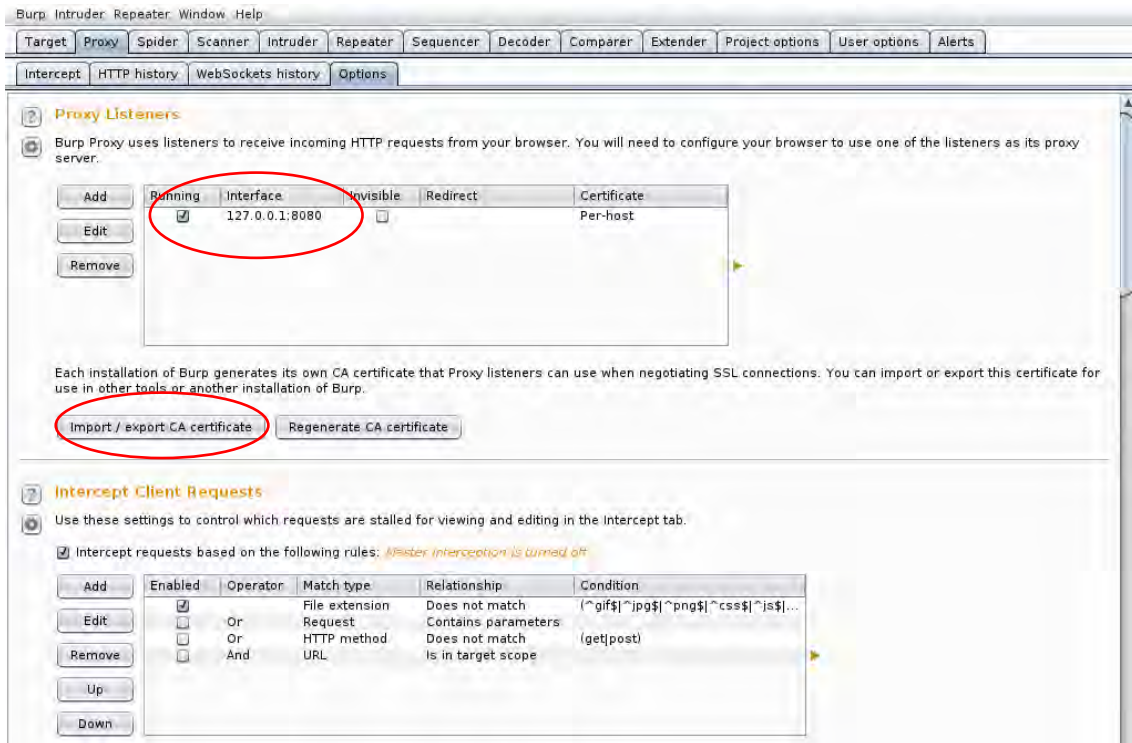 Burp Intruder Repeater Window Help
Target Proxy Spider Scanner Intruder Repeater Sequencer Decoder Comparer Extender Project options User options Alerts
Intercept HTTP history WebSockets history Options
? Proxy Listeners
Burp Proxy uses listeners to receive incoming HTTP requests from your browser. You will need to configure your browser to use one of the listeners as its proxy
server.
Add Running Interface Invisible Redirect Certificate
127.0.0.1:8080 Per-host
Edit
Remove
Each installation of Burp generates its own CA certificate that Proxy listeners can use when negotiating SSL connections. You can import or export this certificate for
use in other tools or another installation of Burp.
Import / export CA certificate Regenerate CA certificate
? Intercept Client Requests
Use these settings to control which requests are stalled for viewing and editing in the Intercept tab.
Intercept requests based on the following rules: Master interception is turned off
Add Enabled Operator Match type Relationship Condition
File extension Does not match (^gif$|^jpg$|^png$|^css$|^js$|...
Edit Or Request Contains parameters
Or HTTP method Does not match (get|post)
Remove And URL Is in target scope
Up
Down